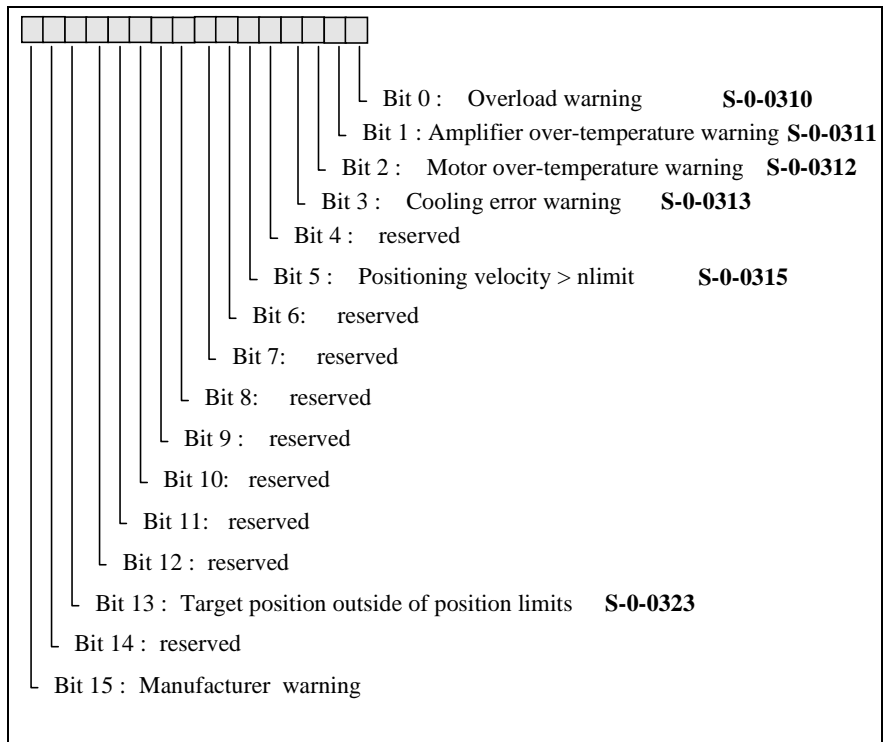 Bit 0 : Overload warning S-0-0310
Bit 1 : Amplifier over-temperature warning S-0-0311
Bit 2 : Motor over-temperature warning S-0-0312
Bit 3 : Cooling error warning S-0-0313
Bit 4 : reserved
Bit 5 : Positioning velocity > nlimit S-0-0315
Bit 6: reserved
Bit 7: reserved
Bit 8: reserved
Bit 9 : reserved
Bit 10: reserved
Bit 11: reserved
Bit 12 : reserved
Bit 13 : Target position outside of position limits S-0-0323
Bit 14 : reserved
Bit 15 : Manufacturer warning